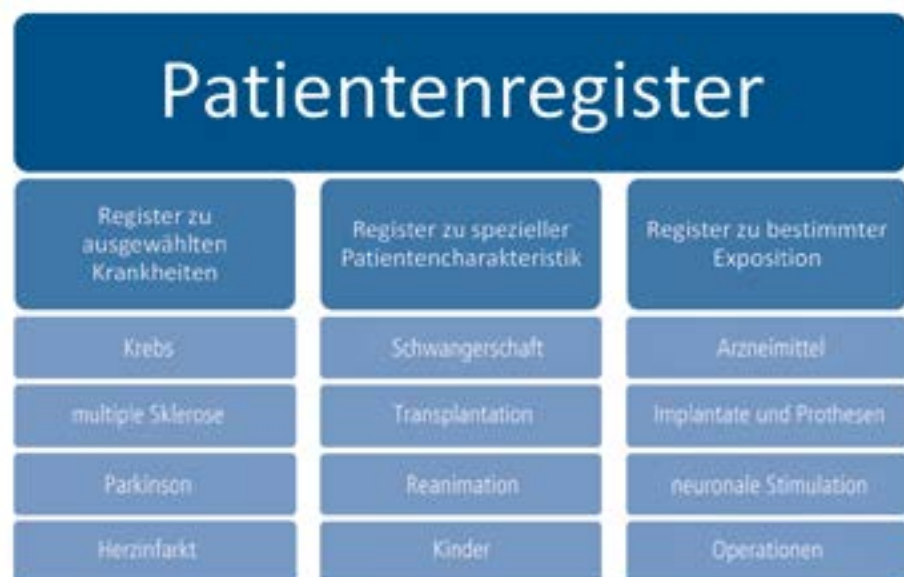 Patientenregister
Register zu
ausgewählten
Krankheiten
Register zu spezieller
Patientencharakteristik
Register zu bestimmter
Exposition
Krebs
Schwangerschaft
Arzneimittel
multiple Sklerose
Transplantation
Implantate und Prothesen
Parkinson
Reanimation
neuronale Stimulation
Herzinfarkt
Kinder
Operationen